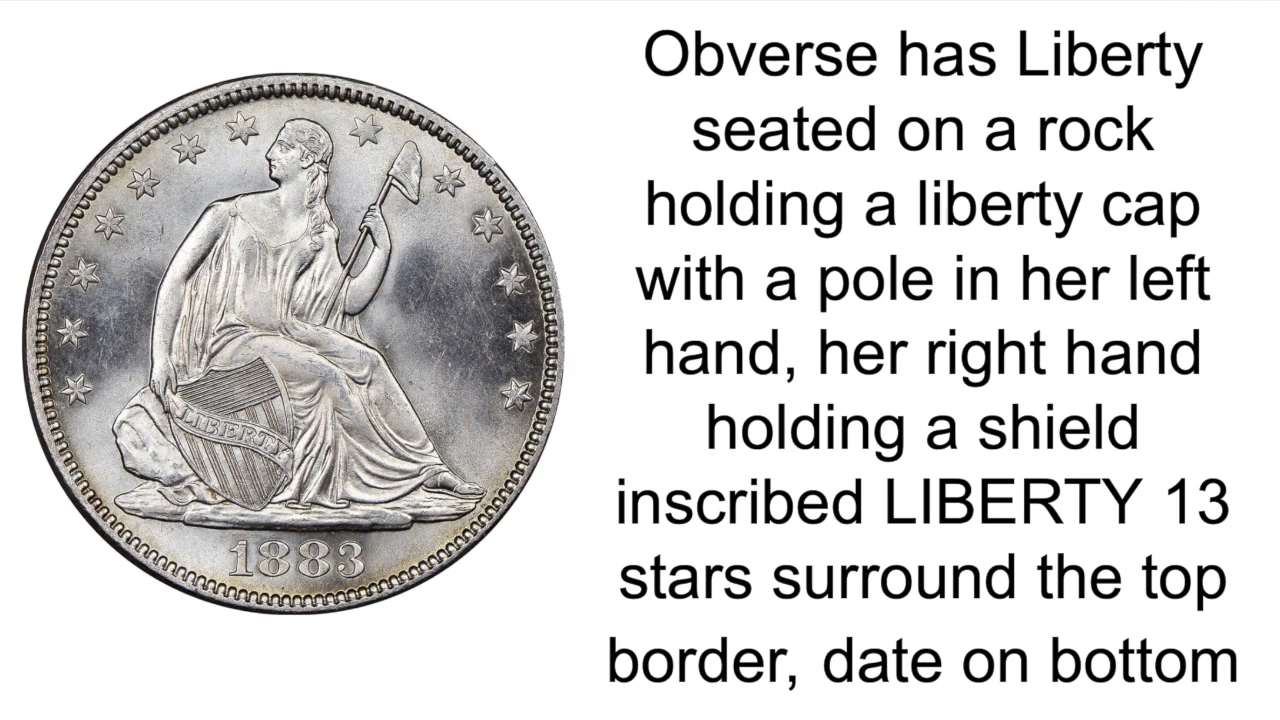 LIBERTY
1883
Obverse has Liberty
seated on a rock
holding a liberty cap
with a pole in her left
hand, her right hand
holding a shield
inscribed LIBERTY 13
stars surround the top
border, date on bottom